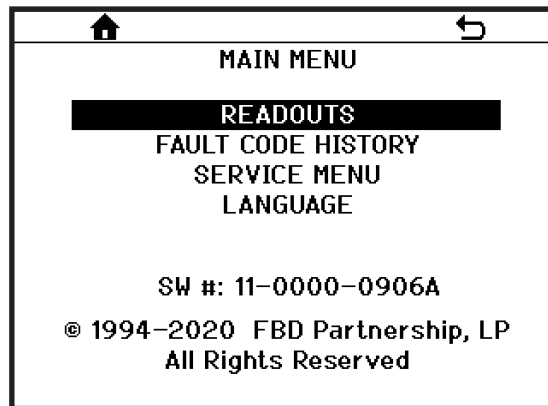 MAIN MENU
READOUTS
FAULT CODE HISTORY
SERVICE MENU
LANGUAGE
SW #: 11-0000-0906A
© 1994-2020 FBD Partnership, LP
All Rights Reserved